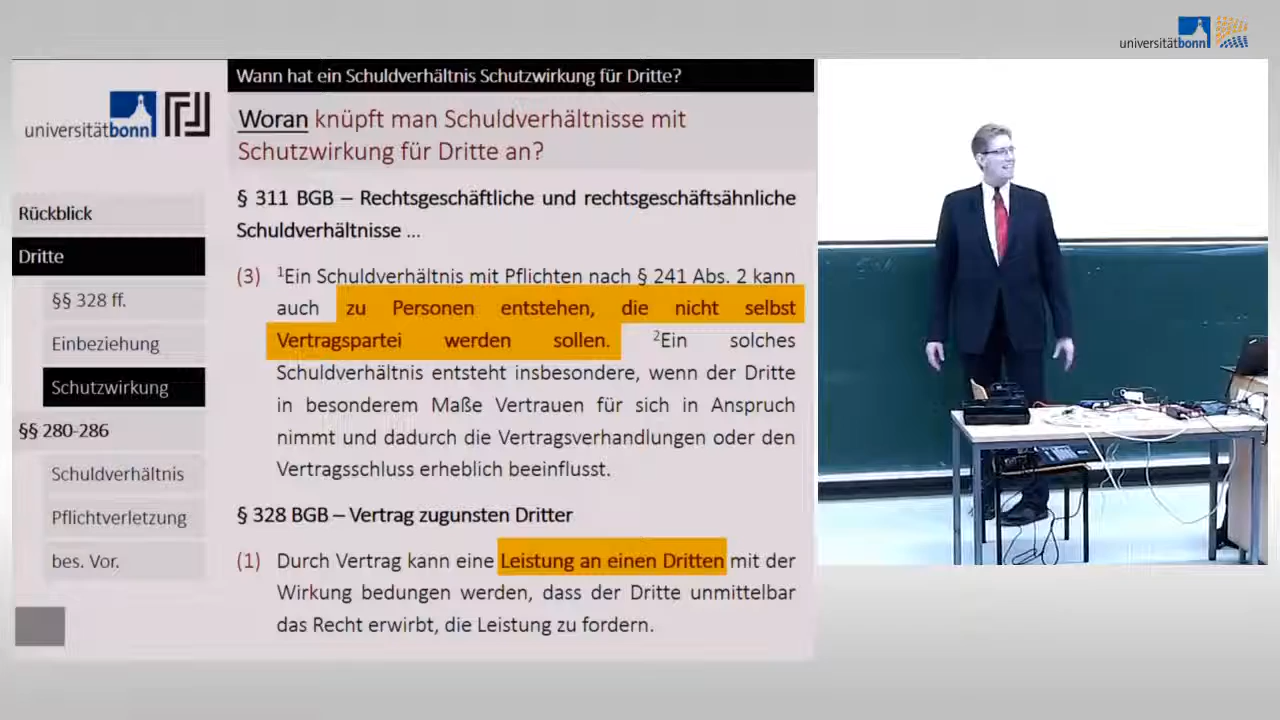 universitätbonn
Wann hat ein Schuldverhältnis Schutzwirkung für Dritte?
universitätbonn
Woran knüpft man Schuldverhältnisse mit
Schutzwirkung für Dritte an?
Rückblick
Dritte
§§ 328 ff.
Einbeziehung
Schutzwirkung
§§ 280-286
Schuldverhältnis
Pflichtverletzung
bes. Vor.
§ 311 BGB – Rechtsgeschäftliche und rechtsgeschäftsähnliche
Schuldverhältnisse ...
(3) ¹Ein Schuldverhältnis mit Pflichten nach § 241 Abs. 2 kann
auch zu Personen entstehen, die nicht selbst
Vertragspartei werden sollen. ²Ein solches
Schuldverhältnis entsteht insbesondere, wenn der Dritte
in besonderem Maße Vertrauen für sich in Anspruch
nimmt und dadurch die Vertragsverhandlungen oder den
Vertragsschluss erheblich beeinflusst.
§ 328 BGB – Vertrag zugunsten Dritter
(1) Durch Vertrag kann eine Leistung an einen Dritten mit der
Wirkung bedungen werden, dass der Dritte unmittelbar
das Recht erwirbt, die Leistung zu fordern.